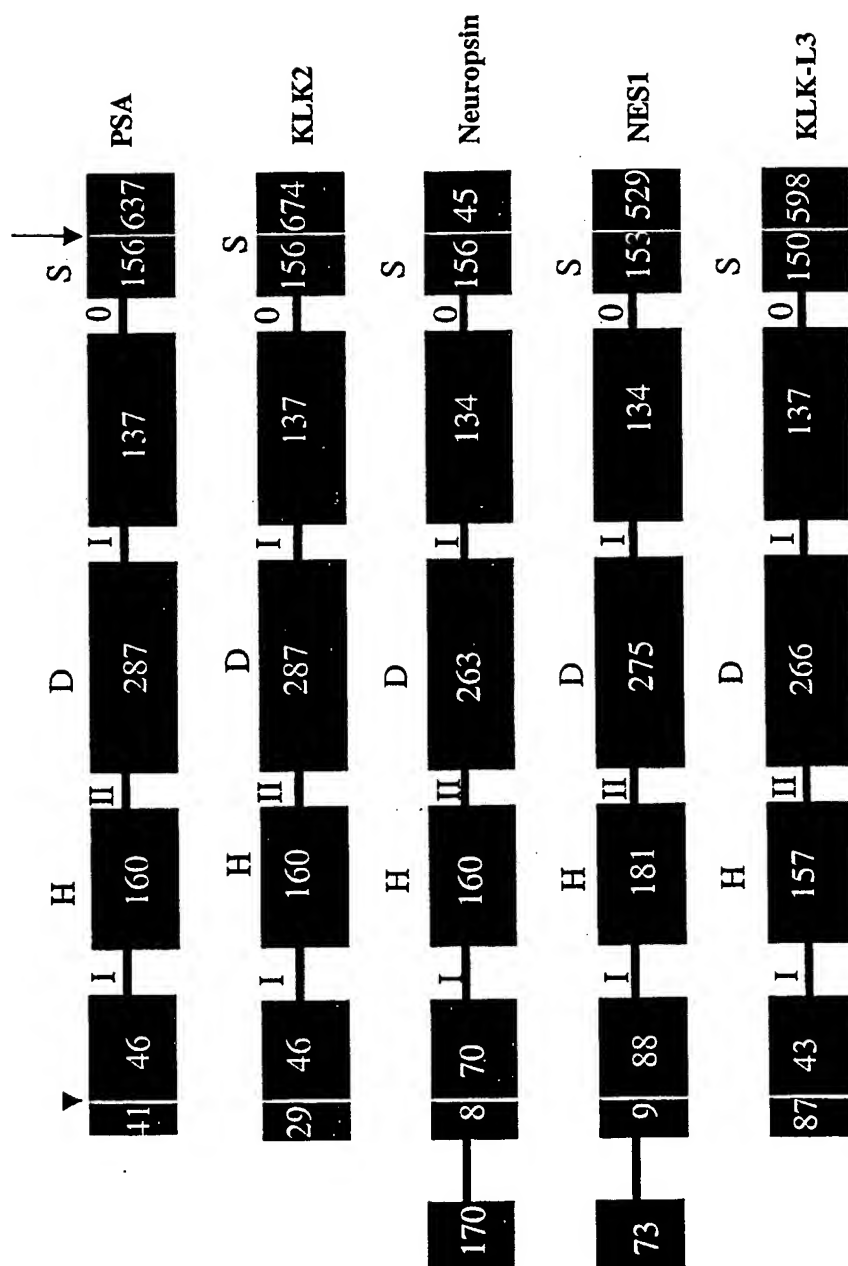 H D S
41 46 I 160 II 287 I 137 0 156 637 PSA
H D S
29 46 I 160 II 287 I 137 0 156 674 KLK2
H D S
170 8 70 I 160 II 263 I 134 0 156 45 Neuropsin
H D S
73 9 88 I 181 II 275 I 134 0 153 529 NES1
H D S
87 43 I 157 II 266 I 137 0 150 598 KLK-L3